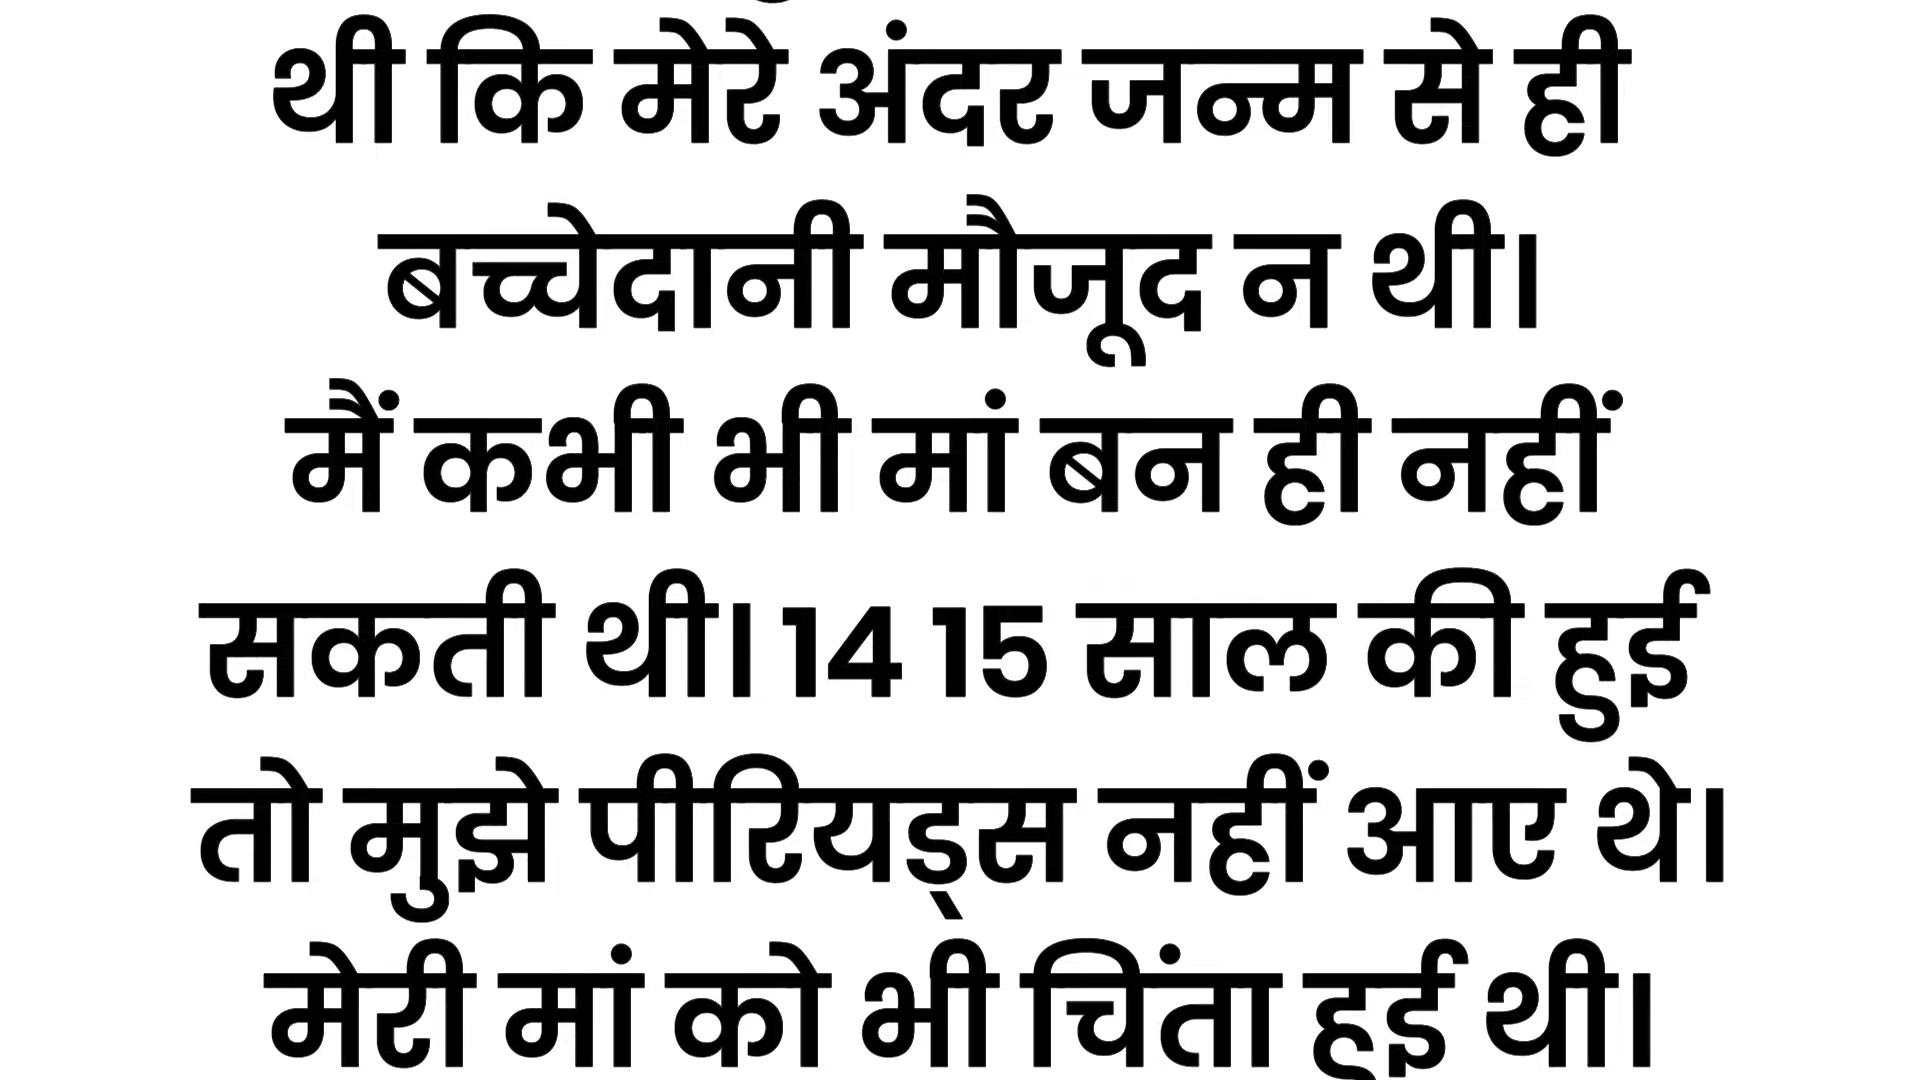 थी कि मेरे अंदर जन्म से ही
बच्चेदानी मौजूद न थी।
मैं कभी भी मां बन ही नहीं
सकती थी। 14 15 साल की हुई
तो मुझे पीरियड्स नहीं आए थे।
मेरी मां को भी चिंता हुई थी।